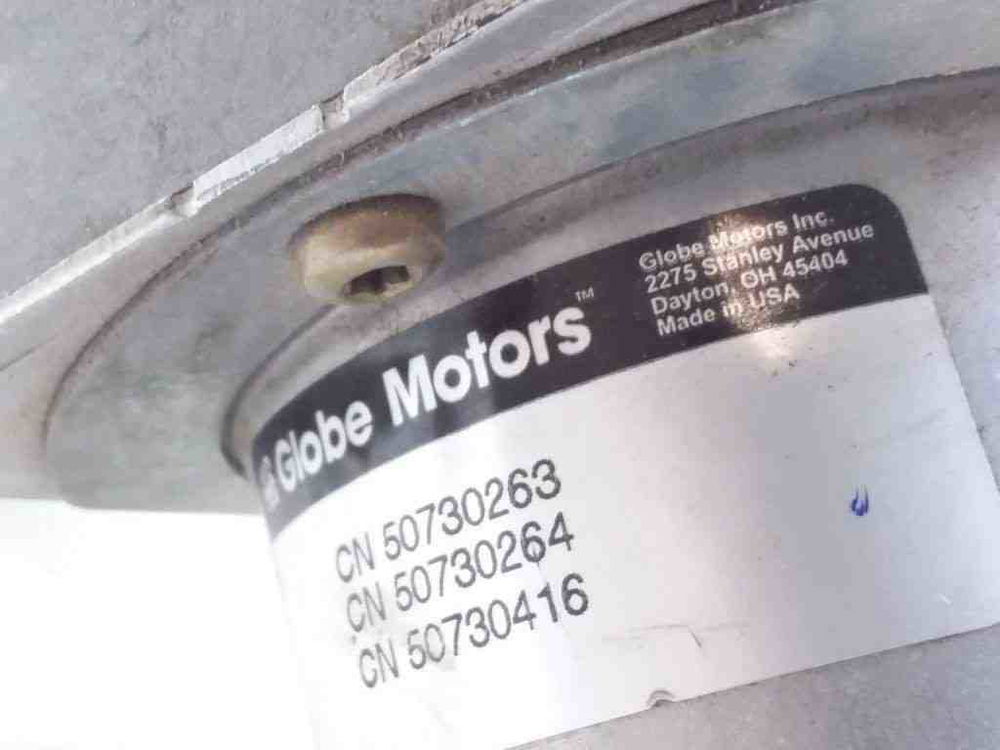 Globe Motors™
Globe Motors Inc.
2275 Stanley Avenue
Dayton, OH 45404
Made in USA
CN 50730263
CN 50730264
CN 50730416